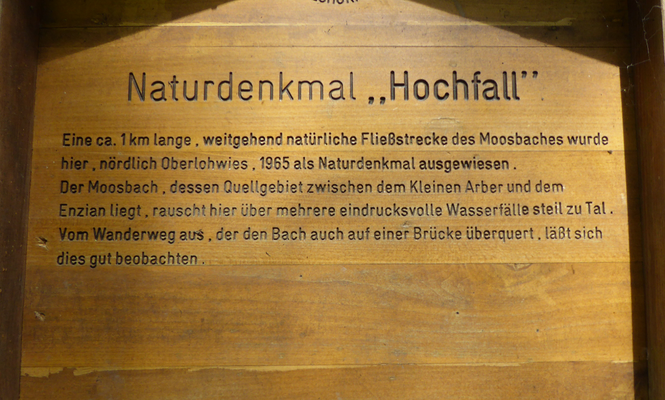 Naturdenkmal „Hochfall"
Eine ca. 1 km lange, weitgehend natürliche Fließstrecke des Moosbaches wurde
hier, nördlich Oberlohwies, 1965 als Naturdenkmal ausgewiesen.
Der Moosbach, dessen Quellgebiet zwischen dem Kleinen Arber und dem
Enzian liegt, rauscht hier über mehrere eindrucksvolle Wasserfälle steil zu Tal.
Vom Wanderweg aus, der den Bach auch auf einer Brücke überquert, läßt sich
dies gut beobachten.